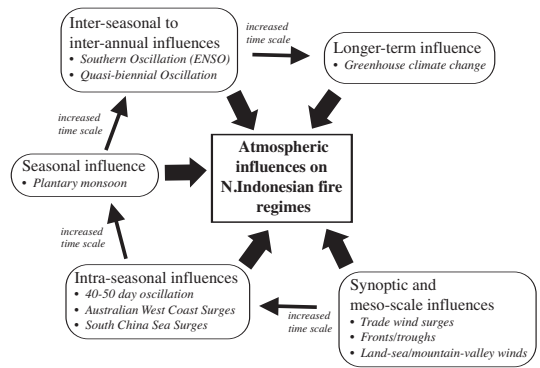 Inter-seasonal to
inter-annual influences
• Southern Oscillation (ENSO)
• Quasi-biennial Oscillation
increased
time scale
Longer-term influence
• Greenhouse climate change
increased
time scale
Atmospheric
influences on
N.Indonesian fire
regimes
Seasonal influence
• Plantary monsoon
increased
time scale
Intra-seasonal influences
• 40-50 day oscillation
• Australian West Coast Surges
• South China Sea Surges
increased
time scale
Synoptic and
meso-scale influences
• Trade wind surges
• Fronts/troughs
• Land-sea/mountain-valley winds